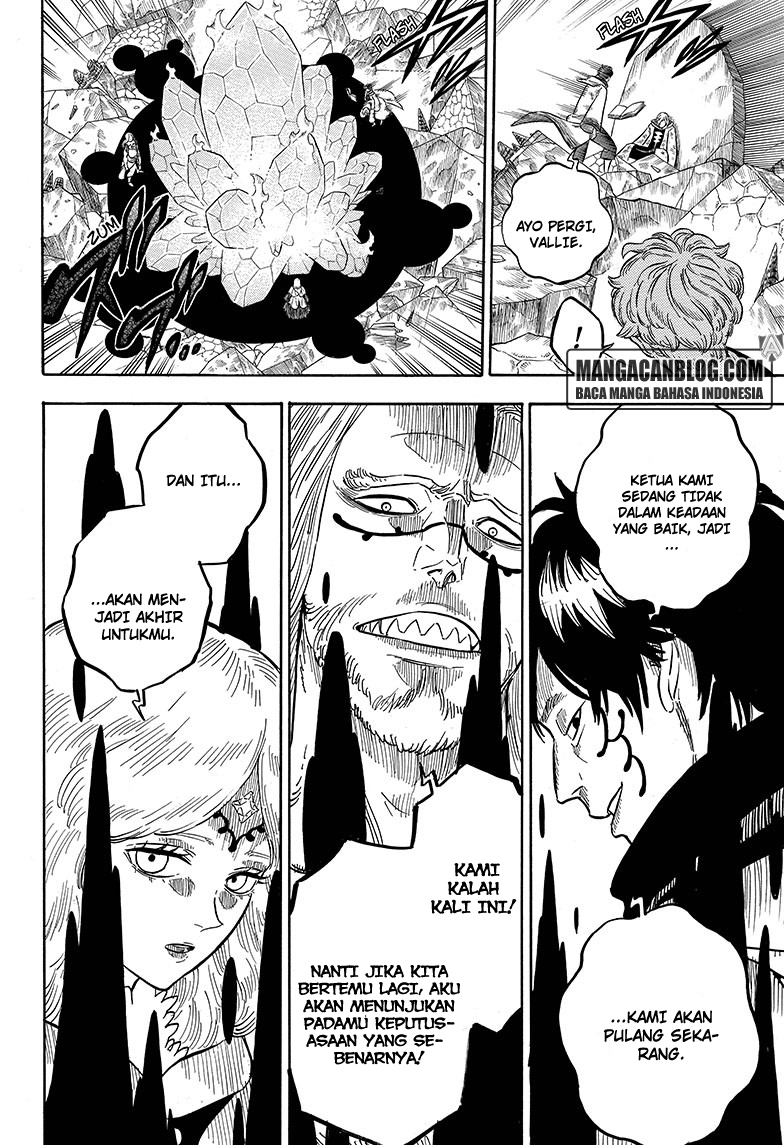 FLASH
FLASH
AYO PERGI,
VALLIE.
!
FLASH
FLASH
ZUM
MANGACANBLOG.COM
BACA MANGA BAHASA INDONESIA
KETUA KAMI
SEDANG TIDAK
DALAM KEADAAN
YANG BAIK, JADI
...
...KAMI AKAN
PULANG SEKA-
RANG.
KAMI
KALAH
KALI INI!
NANTI JIKA KITA
BERTEMU LAGI, AKU
AKAN MENUNJUKAN
PADAMU KEPUTUS-
ASAAN YANG SE-
BENARNYA!
DAN ITU...
...AKAN MEN-
JADI AKHIR
UNTUKMU.